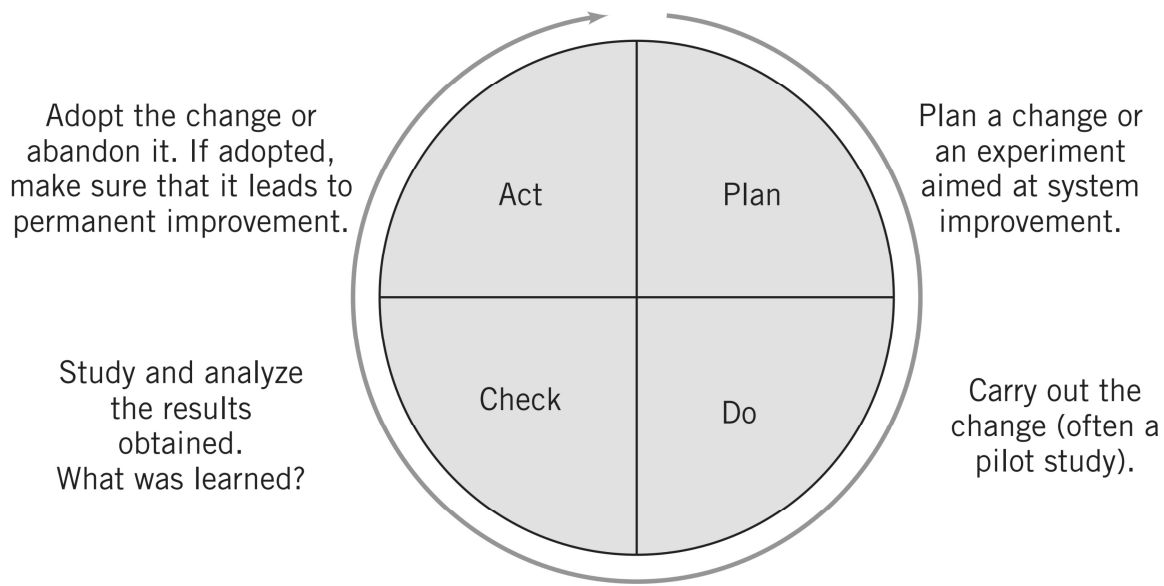 Adopt the change or
abandon it. If adopted,
make sure that it leads to
permanent improvement.
Act
Plan
Plan a change or
an experiment
aimed at system
improvement.
Study and analyze
the results
obtained.
What was learned?
Check
Do
Carry out the
change (often a
pilot study).